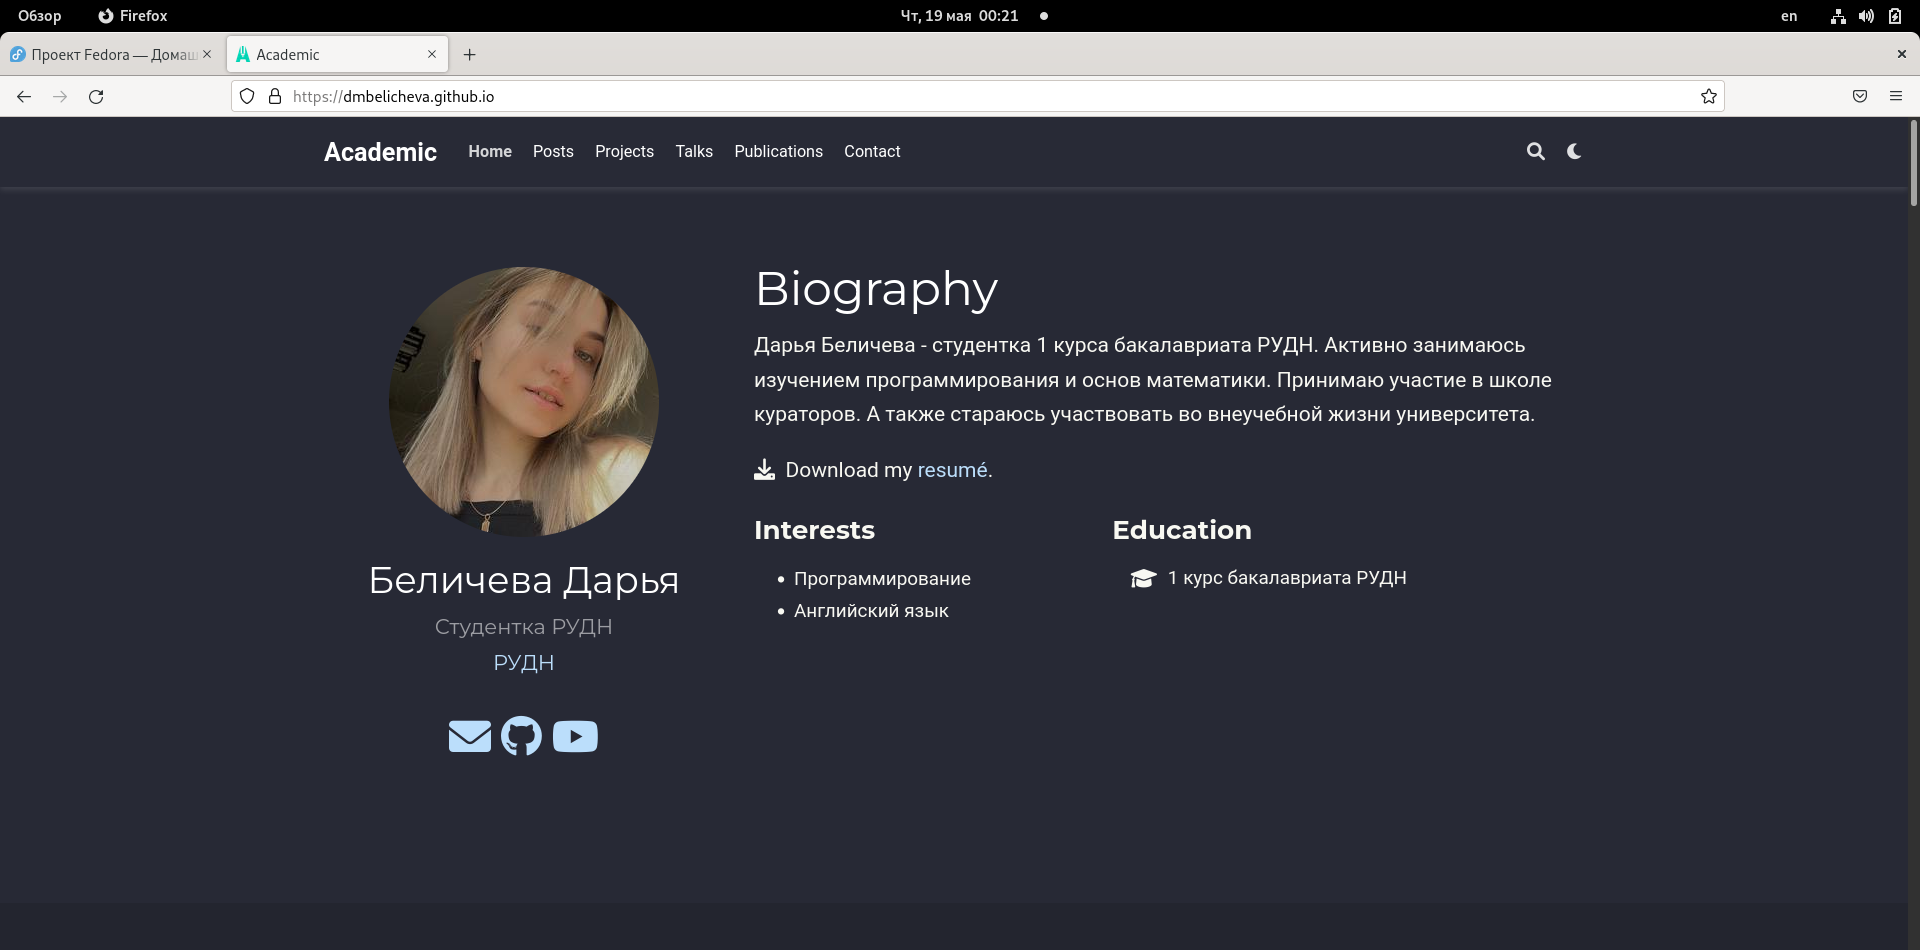 Обзор Firefox Чт, 19 мая 00:21 en
Проект Fedora — Домаш Academic
https://dmbelicheva.github.io
Academic Home Posts Projects Talks Publications Contact
Biography
Дарья Беличева - студентка 1 курса бакалавриата РУДН. Активно занимаюсь
изучением программирования и основ математики. Принимаю участие в школе
кураторов. А также стараюсь участвовать во внеучебной жизни университета.
Download my resumé.
Interests
Программирование
Английский язык
Education
1 курс бакалавриата РУДН
Беличева Дарья
Студентка РУДН
РУДН